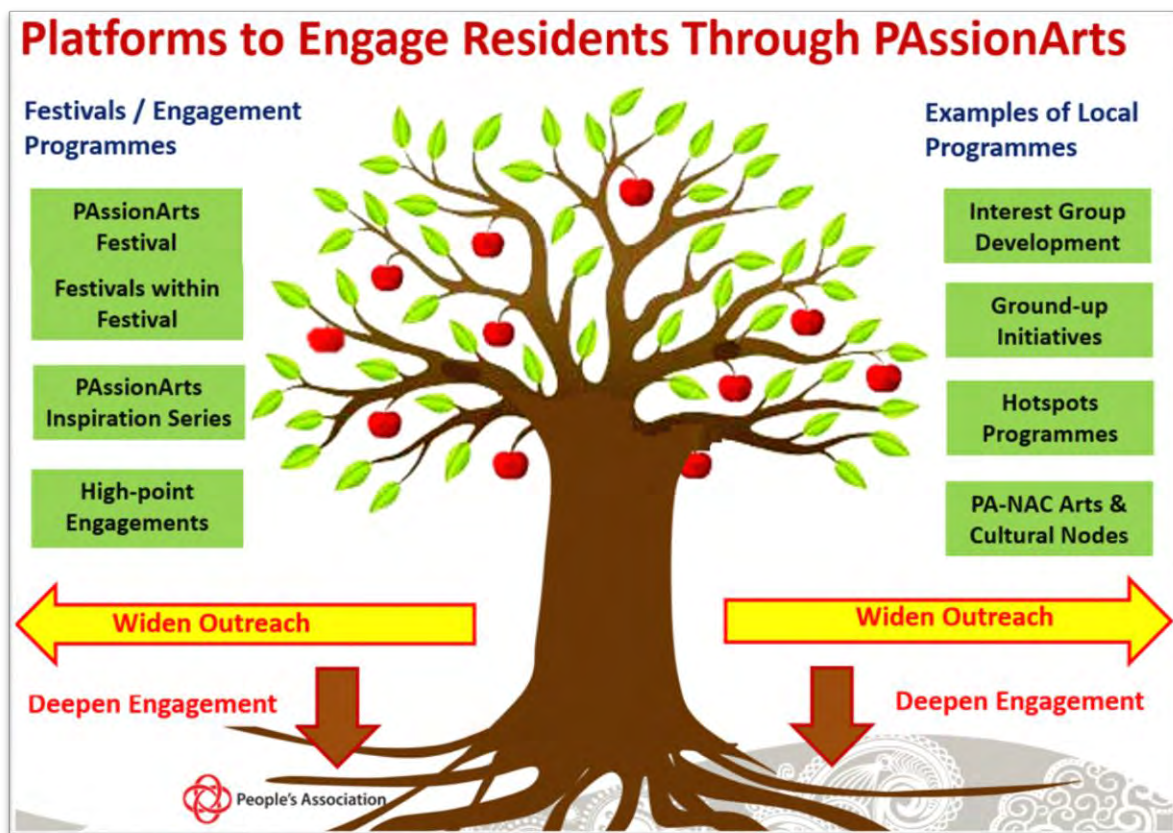 Platforms to Engage Residents Through PAssionArts
Festivals / Engagement
Programmes
PAssionArts
Festival
Festivals within
Festival
PAssionArts
Inspiration Series
High-point
Engagements
Examples of Local
Programmes
Interest Group
Development
Ground-up
Initiatives
Hotspots
Programmes
PA-NAC Arts &
Cultural Nodes
Widen Outreach
Widen Outreach
Deepen Engagement
Deepen Engagement
People's Association